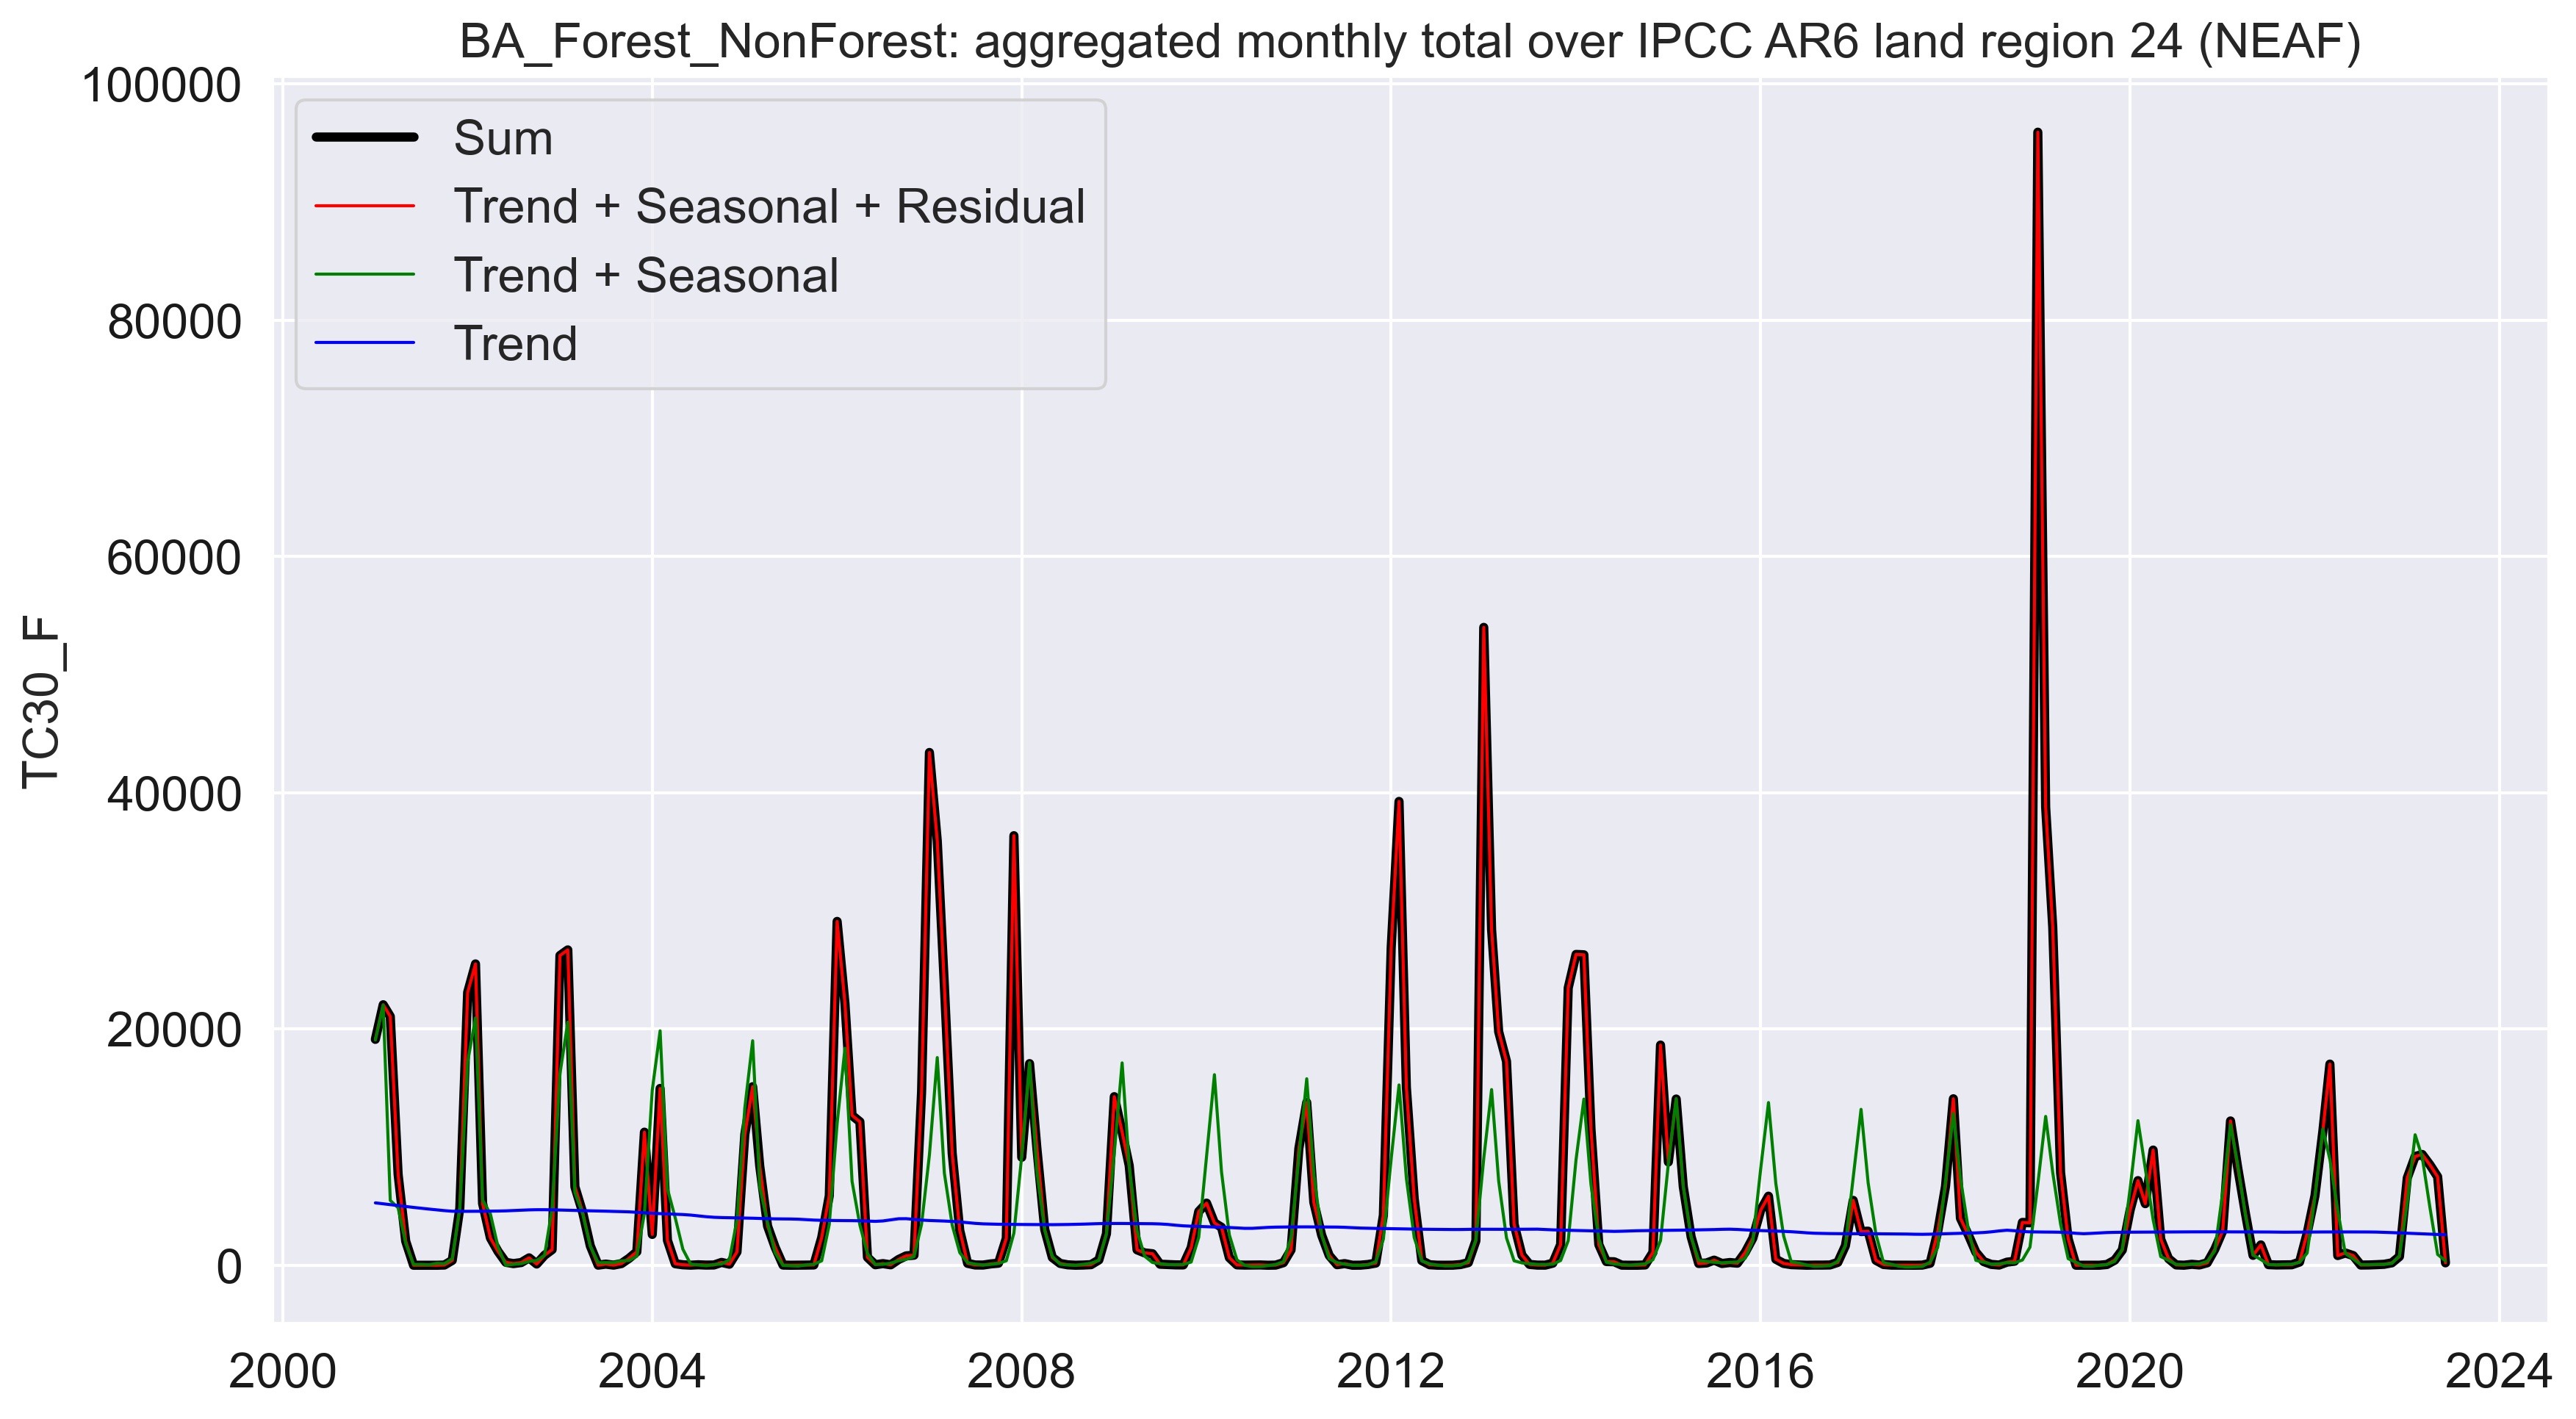 BA_Forest_NonForest: aggregated monthly total over IPCC AR6 land region 24 (NEAF)
100000
80000
60000
40000
20000
0
TC30_F
Sum
Trend + Seasonal + Residual
Trend + Seasonal
Trend
2000
2004
2008
2012
2016
2020
2024